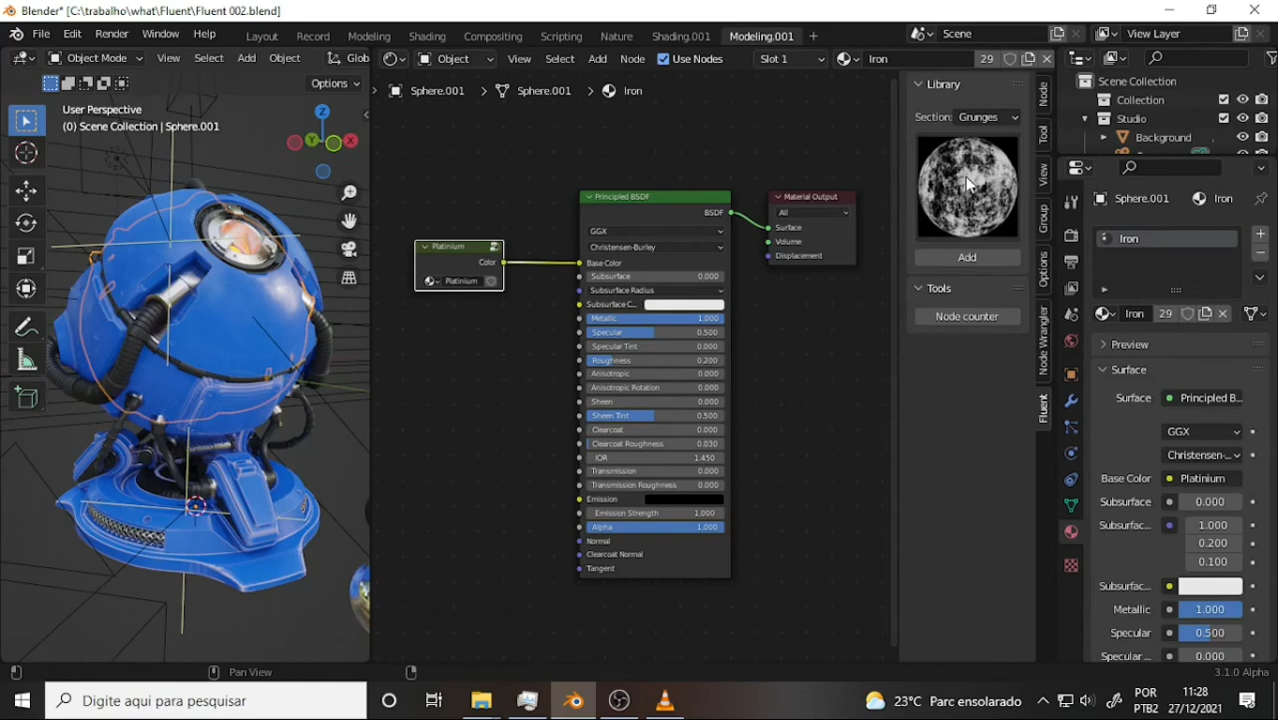 Blender* [C:\trabalho\what\Fluent\Fluent 002.blend]
File Edit Render Window Help Layout Record Modeling Shading Compositing Scripting Nature Shading.001 Modeling.001 + Scene View Layer
Object Mode View Select Add Object Glob
Object View Select Add Node Use Nodes Slot 1 Iron 29
Options
User Perspective
(0) Scene Collection | Sphere.001
Z
Y
X
Sphere.001 > Sphere.001 > Iron
Platinium
Color
Platinium
Principled BSDF
BSDF
GGX
Christensen-Burley
Base Color
Subsurface 0.000
Subsurface Radius
Subsurface C...
Metallic 1.000
Specular 0.500
Specular Tint 0.000
Roughness 0.200
Anisotropic 0.000
Anisotropic Rotation 0.000
Sheen 0.000
Sheen Tint 0.500
Clearcoat 0.000
Clearcoat Roughness 0.030
IOR 1.450
Transmission 0.000
Transmission Roughness 0.000
Emission
Emission Strength 1.000
Alpha 1.000
Normal
Clearcoat Normal
Tangent
Material Output
All
Surface
Volume
Displacement
Library
Section: Grunges
Add
Tools
Node counter
Node
Tool
View
Group
Options
Node Wrangler
Fluent
Scene Collection
Collection
Studio
Background
Sphere.001 > Iron
Iron
Iron 29
Preview
Surface
Surface Principled B...
GGX
Christensen-...
Base Color Platinium
Subsurface 0.000
Subsurfac... 1.000
0.200
0.100
Subsurfac...
Metallic 1.000
Specular 0.500
Specular ... 0.000
Pan View
3.1.0 Alpha
Digite aqui para pesquisar
23°C Parc ensolarado
POR
PTB2
11:28
27/12/2021